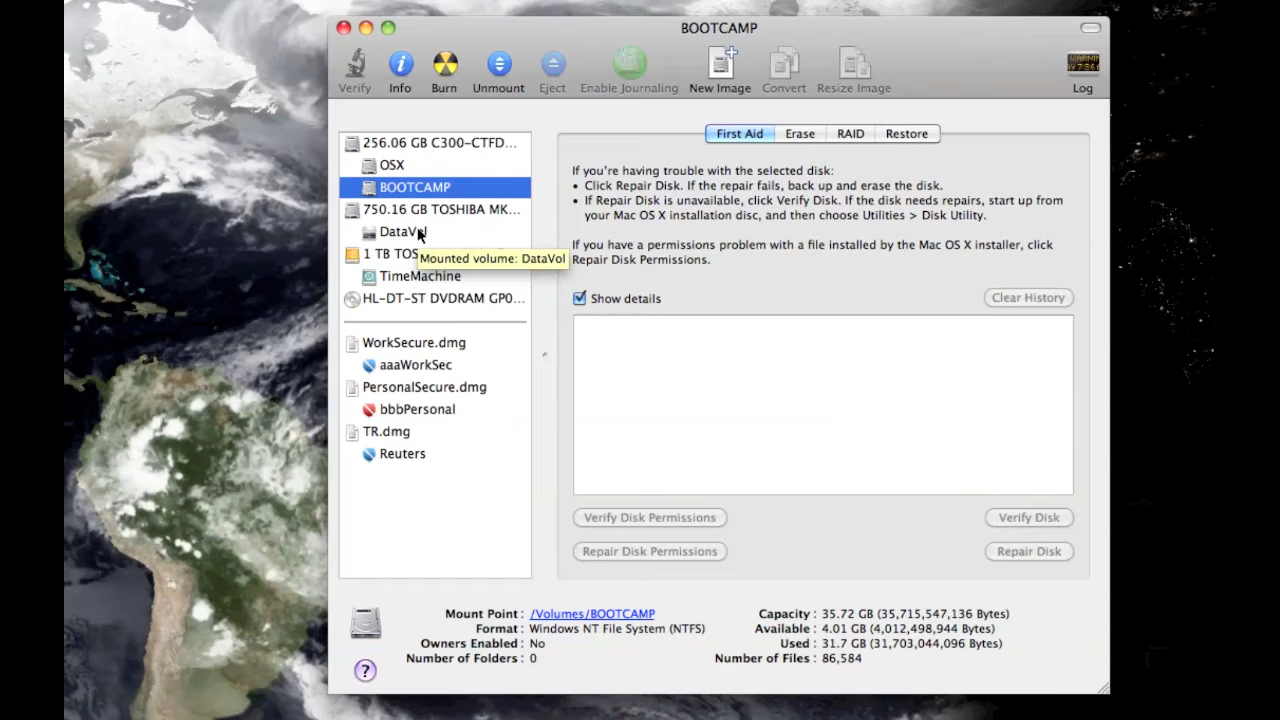 BOOTCAMP
Verify
Info
Burn
Unmount
Eject
Enable Journaling
New Image
Convert
Resize Image
Log
256.06 GB C300-CTFD...
OSX
BOOTCAMP
750.16 GB TOSHIBA MK...
DataVol
1 TB TOS
Mounted volume: DataVol
TimeMachine
HL-DT-ST DVDRAM GP0...
WorkSecure.dmg
aaaWorkSec
PersonalSecure.dmg
bbbPersonal
TR.dmg
Reuters
First Aid
Erase
RAID
Restore
If you're having trouble with the selected disk:
• Click Repair Disk. If the repair fails, back up and erase the disk.
• If Repair Disk is unavailable, click Verify Disk. If the disk needs repairs, start up from
your Mac OS X installation disc, and then choose Utilities > Disk Utility.
If you have a permissions problem with a file installed by the Mac OS X installer, click
Repair Disk Permissions.
Show details
Clear History
Verify Disk Permissions
Verify Disk
Repair Disk Permissions
Repair Disk
Mount Point : /Volumes/BOOTCAMP
Format : Windows NT File System (NTFS)
Owners Enabled : No
Number of Folders : 0
Capacity : 35.72 GB (35,715,547,136 Bytes)
Available : 4.01 GB (4,012,498,944 Bytes)
Used : 31.7 GB (31,703,044,096 Bytes)
Number of Files : 86,584
?